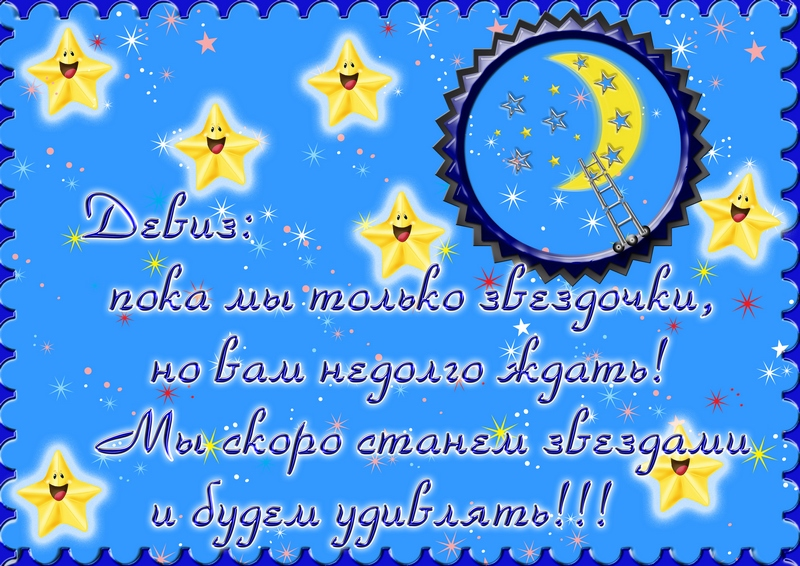 Девиз:
пока мы только звездочки,
но вам недолго ждать!
Мы скоро станем звездами
и будем удивлять!!!